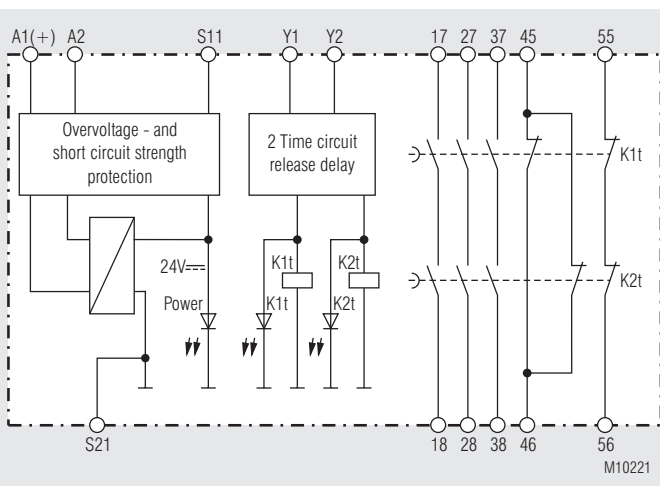 A1(+) A2 S11 Y1 Y2 17 27 37 45 55
Overvoltage - and
short circuit strength
protection
2 Time circuit
release delay
K1t
24V
K1t K2t
K2t
Power K1t K2t
S21 18 28 38 46 56
M10221